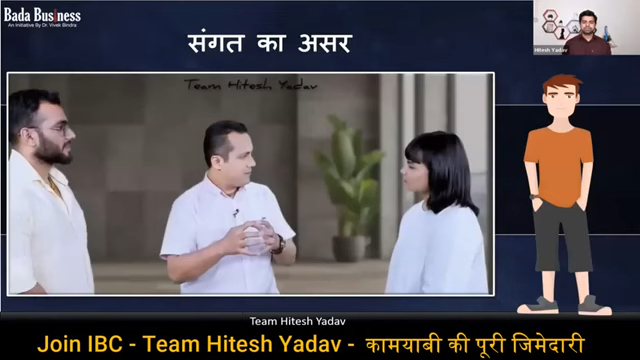 Bada Business
An Initiative By Dr. Vivek Bindra
Hitesh Yadav
संगत का असर
Team Hitesh Yadav
Team Hitesh Yadav
Join IBC - Team Hitesh Yadav - कामयाबी की पूरी जिमेदारी